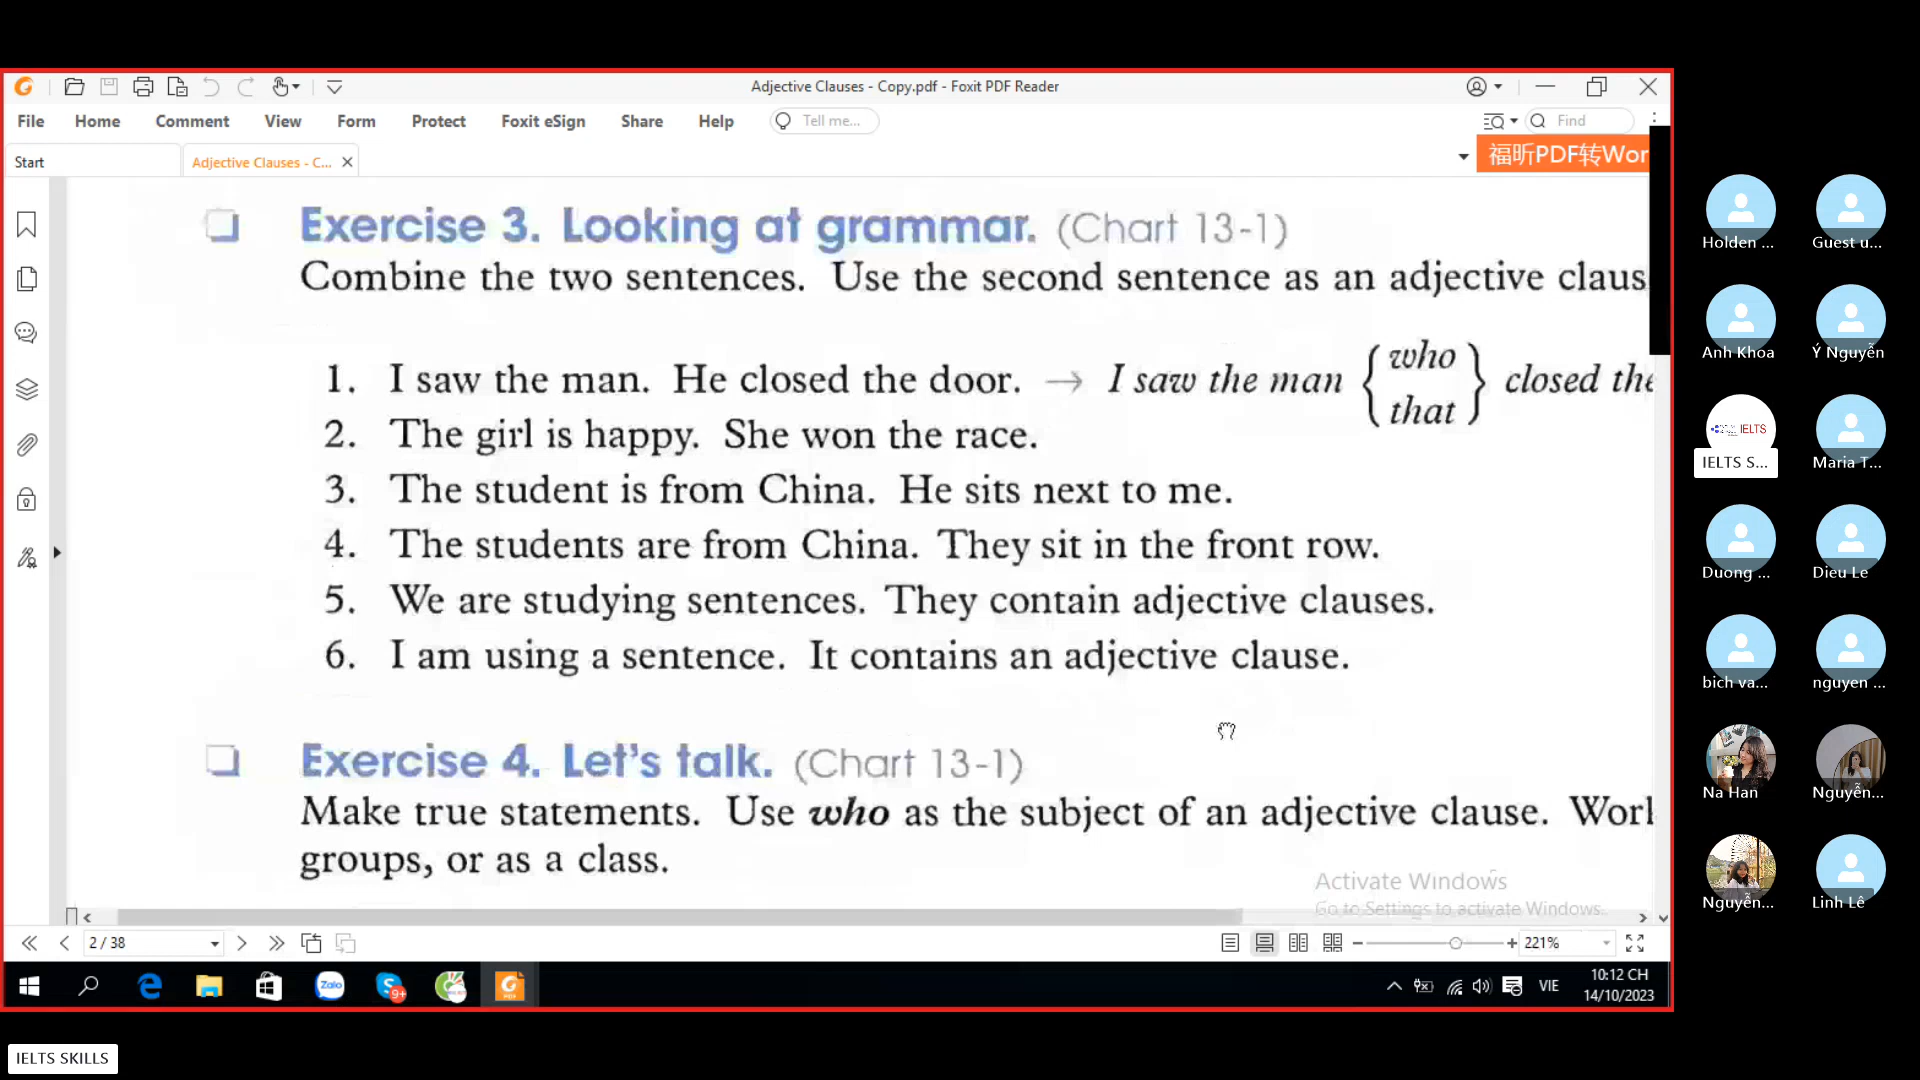 Adjective Clauses - Copy.pdf - Foxit PDF Reader
File Home Comment View Form Protect Foxit eSign Share Help Tell me... Find
Start Adjective Clauses - C... 福昕PDF转Wor
Exercise 3. Looking at grammar. (Chart 13-1)
Combine the two sentences. Use the second sentence as an adjective claus
1. I saw the man. He closed the door. → I saw the man { who that } closed the
2. The girl is happy. She won the race.
3. The student is from China. He sits next to me.
4. The students are from China. They sit in the front row.
5. We are studying sentences. They contain adjective clauses.
6. I am using a sentence. It contains an adjective clause.
Exercise 4. Let's talk. (Chart 13-1)
Make true statements. Use who as the subject of an adjective clause. Work
groups, or as a class.
Activate Windows
Go to Settings to activate Windows.
2 / 38 221%
Zalo 9+ VIE 10:12 CH
14/10/2023
Holden ... Guest u...
Anh Khoa Ý Nguyễn
IELTS
IELTS S... Maria T...
Duong ... Dieu Le
bich va... nguyen ...
Na Han Nguyễn...
Nguyễn... Linh Lê
IELTS SKILLS